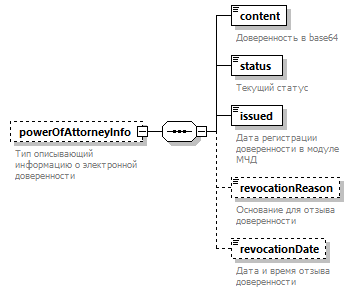 content
Доверенность в base64
status
Текущий статус
issued
Дата регистрации
доверенности в модуле
МЧД
powerOfAttorneyInfo
Тип описывающий
информацию о электронной
доверенности
revocationReason
Основание для отзыва
доверенности
revocationDate
Дата и время отзыва
доверенности